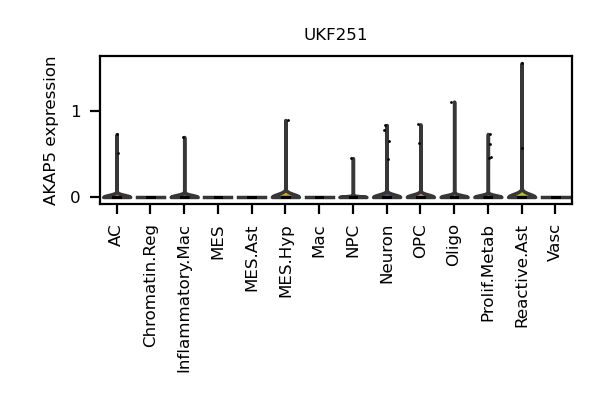 UKF251
AKAP5 expression
1
0
AC
Chromatin.Reg
Inflammatory.Mac
MES
MES.Ast
MES.Hyp
Mac
NPC
Neuron
OPC
Oligo
Prolif.Metab
Reactive.Ast
Vasc